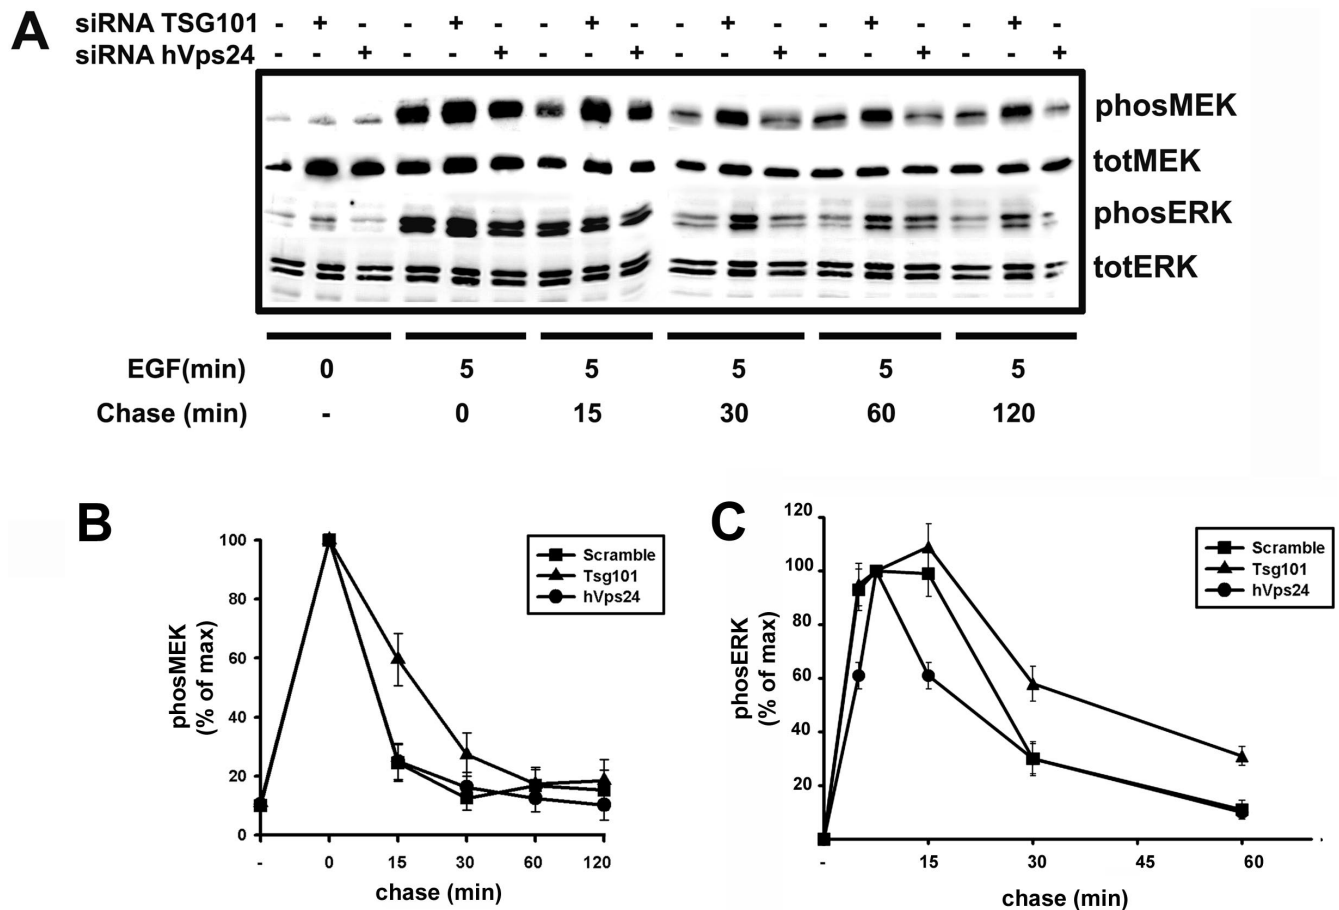 A
siRNA TSG101 - + - - + - - + - - + - - + - - + -
siRNA hVps24 - - + - - + - - + - - + - - + - - +
phosMEK
totMEK
phosERK
totERK
EGF(min) 0 5 5 5 5 5
Chase (min) - 0 15 30 60 120
B
phosMEK
(% of max)
100
80
60
40
20
0
- 0 15 30 60 120
chase (min)
Scramble
Tsg101
hVps24
C
phosERK
(% of max)
120
100
80
60
40
20
- 15 30 45 60
chase (min)
Scramble
Tsg101
hVps24